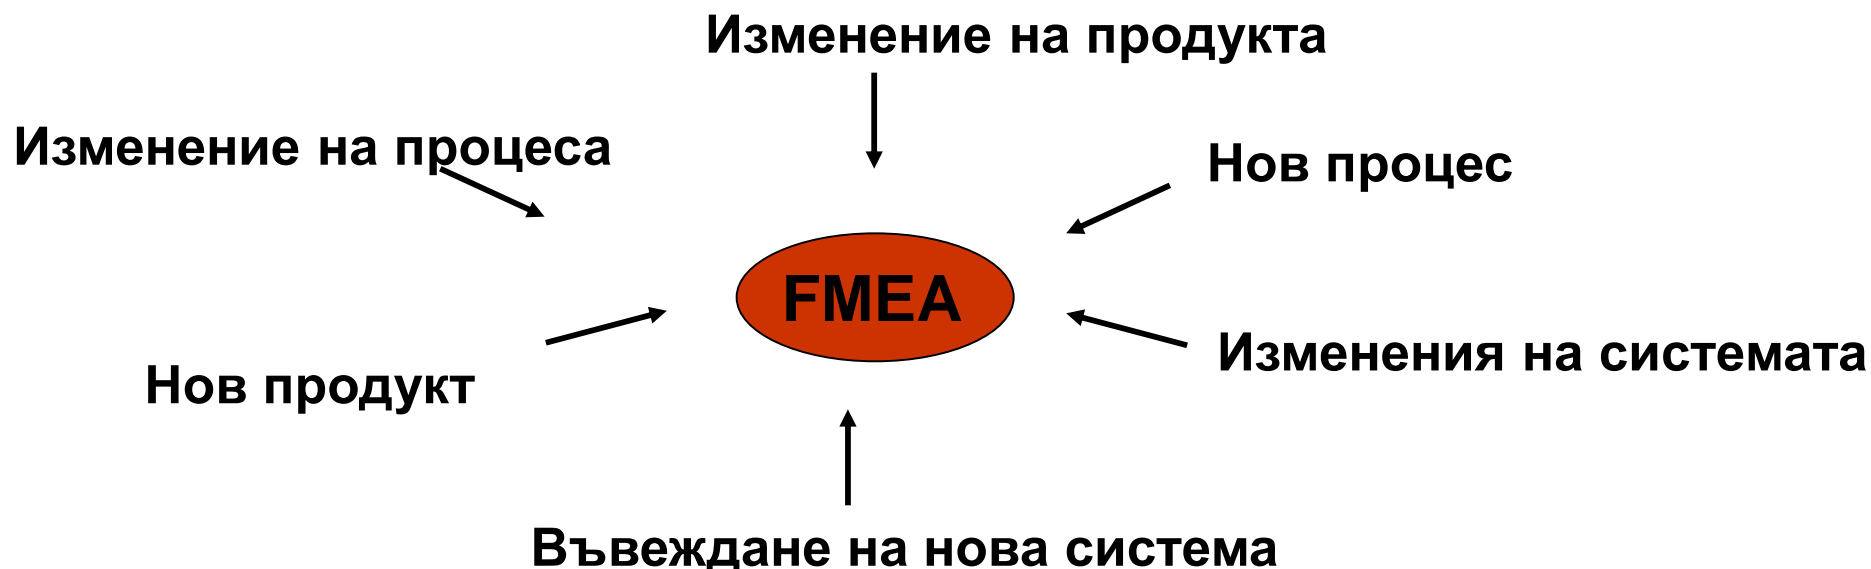 Изменение на продукта
Изменение на процеса
Нов процес
FMEA
Изменения на системата
Нов продукт
Въвеждане на нова система